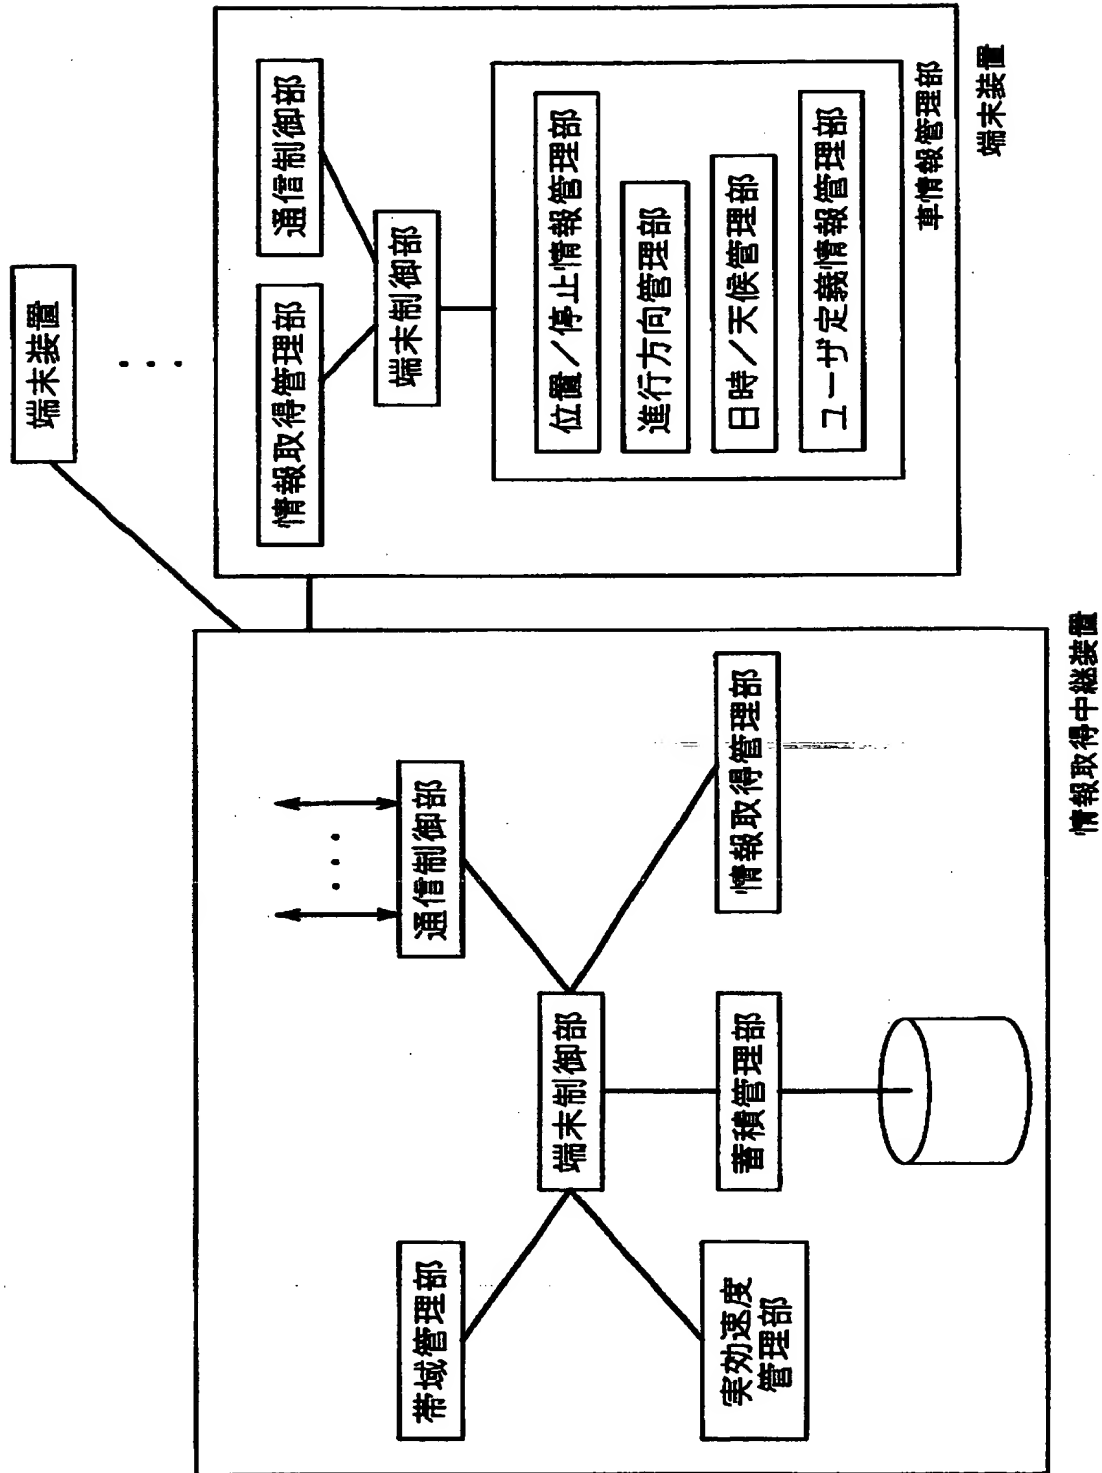 帯域管理部
通信制御部
端末制御部
実効速度
管理部
蓄積管理部
情報取得管理部
情報取得中継装置
端末装置
情報取得管理部
通信制御部
端末制御部
位置／停止情報管理部
進行方向管理部
日時／天候管理部
ユーザ定義情報管理部
車情報管理部
端末装置